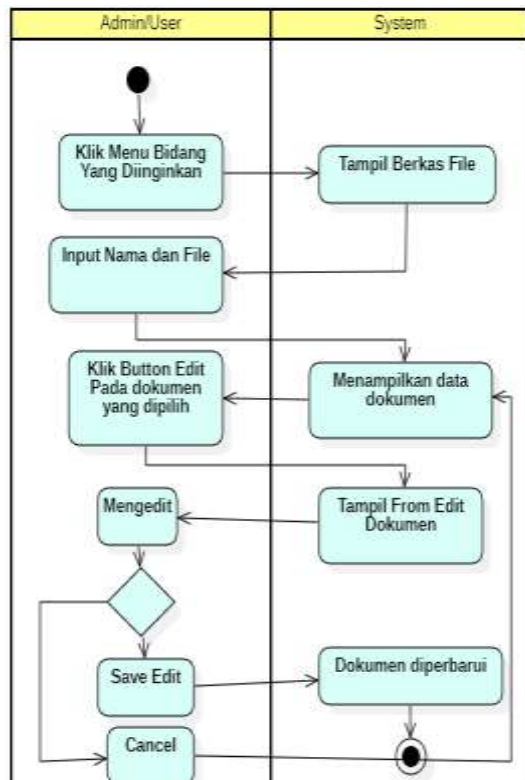 Admin/User
System
Klik Menu Bidang
Yang Diinginkan
Tampil Berkas File
Input Nama dan File
Klik Button Edit
Pada dokumen
yang dipilih
Menampilkan data
dokumen
Mengedit
Tampil From Edit
Dokumen
Save Edit
Dokumen diperbarui
Cancel